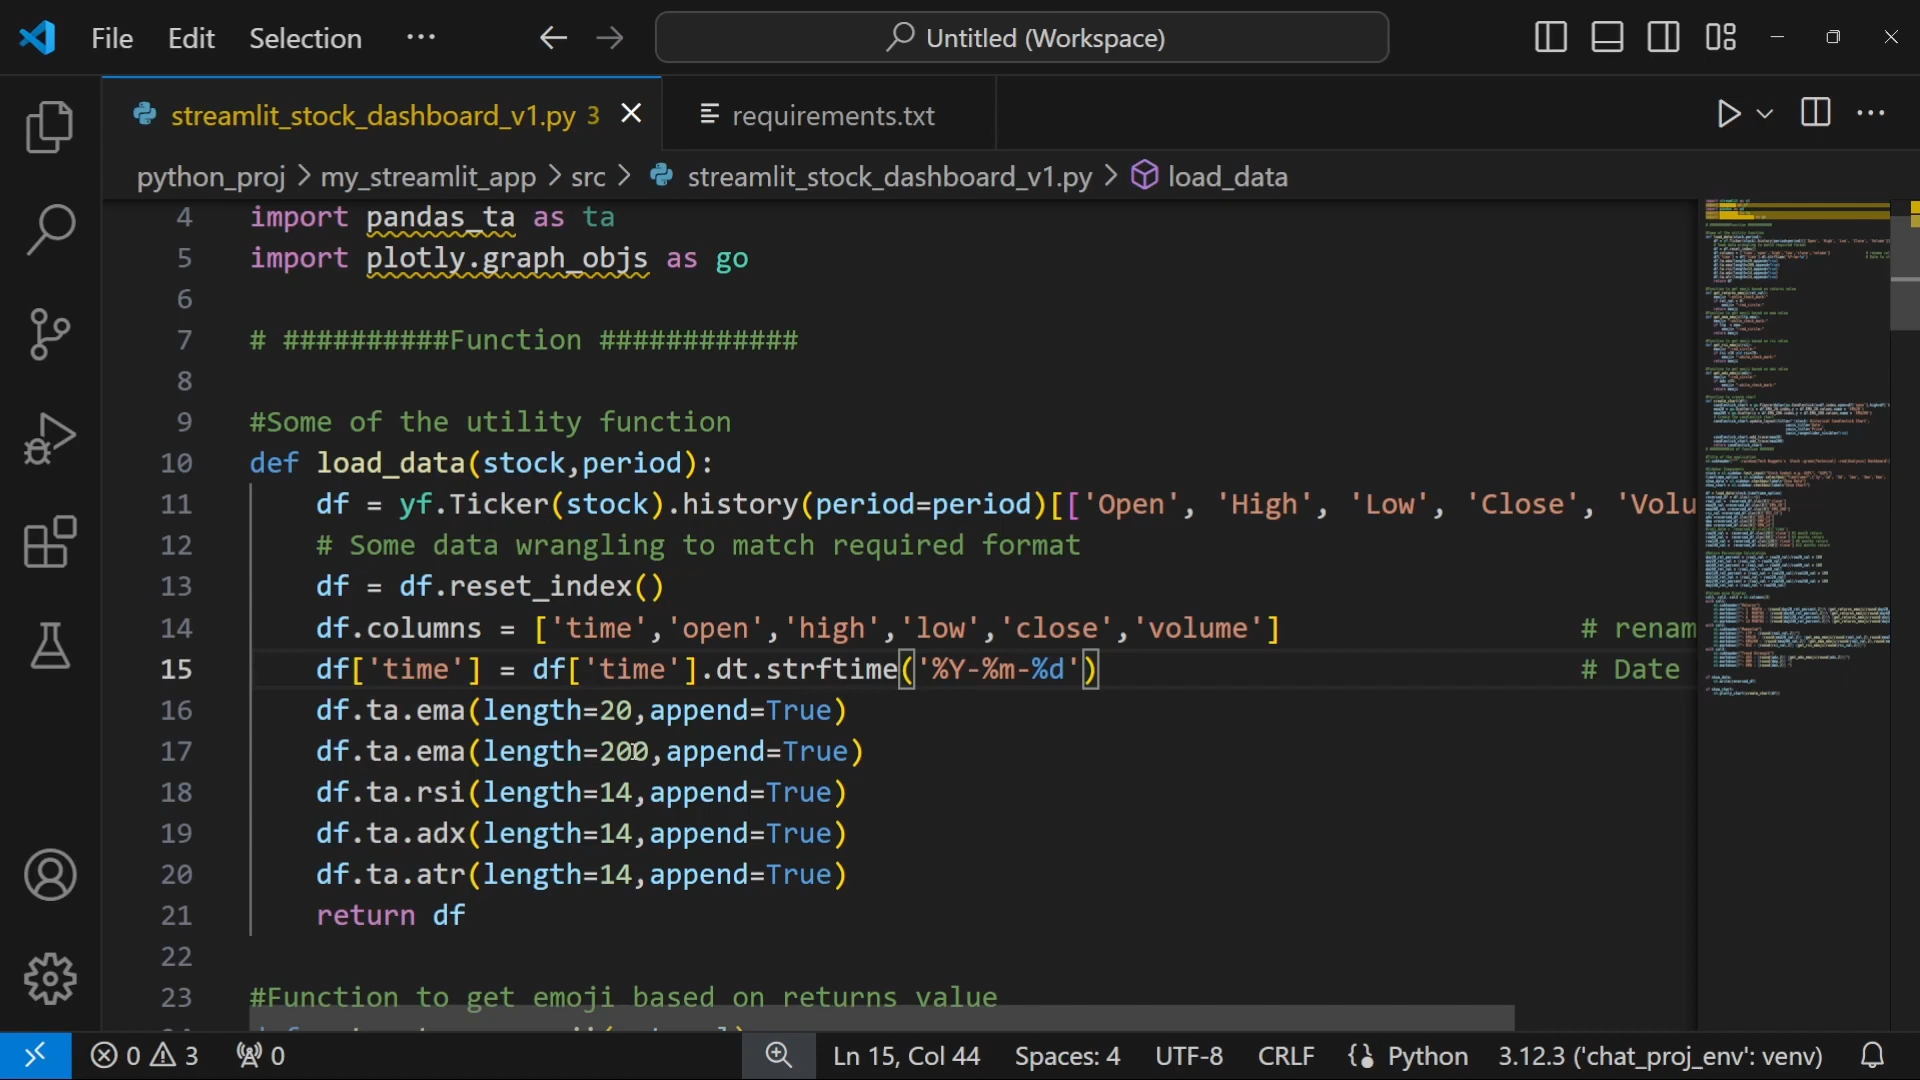 File Edit Selection ··· Untitled (Workspace)
streamlit_stock_dashboard_v1.py 3 requirements.txt
python_proj > my_streamlit_app > src > streamlit_stock_dashboard_v1.py > load_data
4 import pandas_ta as ta
5 import plotly.graph_objs as go
6
7 # ##########Function ############
8
9 #Some of the utility function
10 def load_data(stock,period):
11 df = yf.Ticker(stock).history(period=period)[['Open', 'High', 'Low', 'Close', 'Volu
12 # Some data wrangling to match required format
13 df = df.reset_index()
14 df.columns = ['time','open','high','low','close','volume'] # renam
15 df['time'] = df['time'].dt.strftime('%Y-%m-%d') # Date
16 df.ta.ema(length=20,append=True)
17 df.ta.ema(length=200,append=True)
18 df.ta.rsi(length=14,append=True)
19 df.ta.adx(length=14,append=True)
20 df.ta.atr(length=14,append=True)
21 return df
22
23 #Function to get emoji based on returns value
0 3 0 Ln 15, Col 44 Spaces: 4 UTF-8 CRLF Python 3.12.3 ('chat_proj_env': venv)